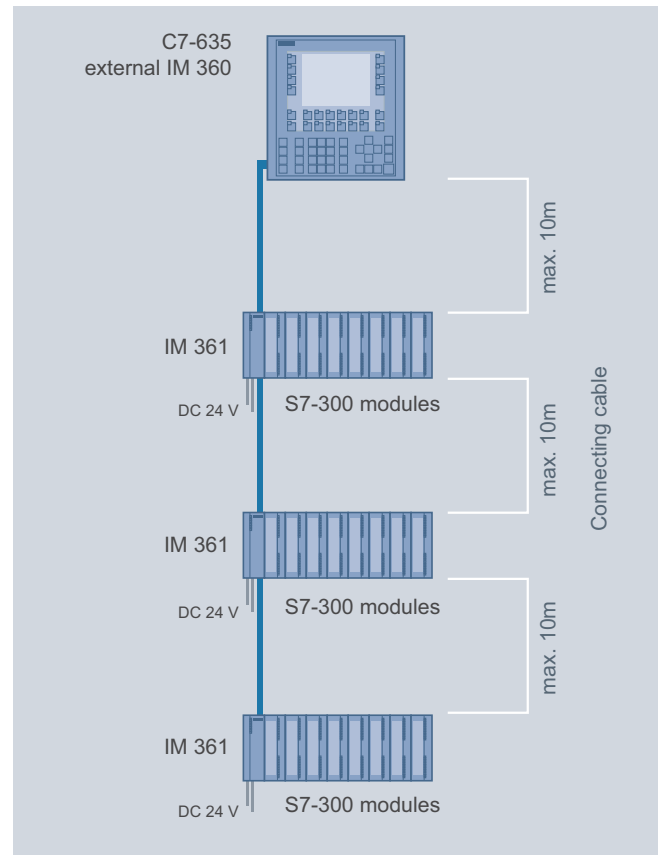 C7-635
external IM 360
max. 10m
IM 361
DC 24 V
S7-300 modules
max. 10m
Connecting cable
IM 361
DC 24 V
S7-300 modules
max. 10m
IM 361
DC 24 V
S7-300 modules